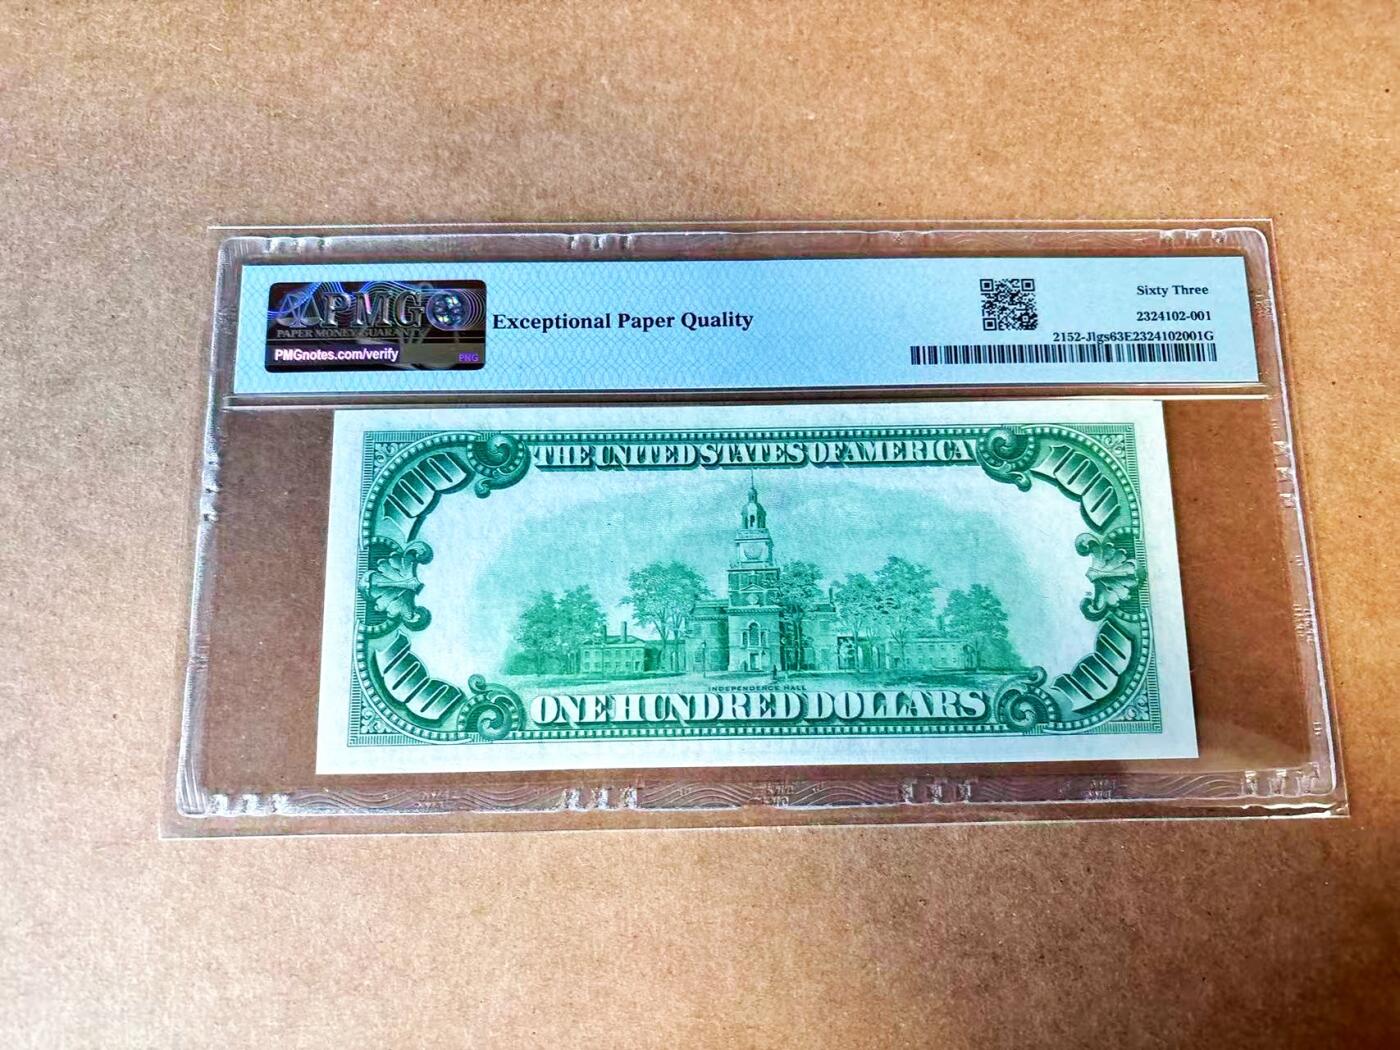 PMG
PAPER MONEY GUARANTY
PMGnotes.com/verify
PNG
Exceptional Paper Quality
Sixty Three
2324102-001
2152-Jlgs63E2324102001G
THE UNITED STATES OF AMERICA
100
100
INDEPENDENCE HALL
100
ONE HUNDRED DOLLARS
100